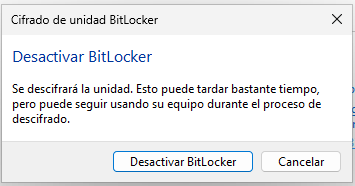 Cifrado de unidad BitLocker
Desactivar BitLocker
Se descifrará la unidad. Esto puede tardar bastante tiempo,
pero puede seguir usando su equipo durante el proceso de
descifrado.
Desactivar BitLocker
Cancelar